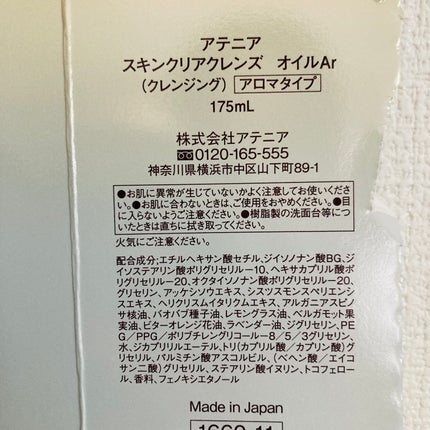 アテニア
スキンクリアクレンズ オイルAr
(クレンジング) アロマタイプ
175mL
株式会社アテニア
0120-165-555
神奈川県横浜市中区山下町89-1
●お肌に異常が生じていないかよく注意してお使いくださ
い。●お肌に合わないときは、ご使用をおやめください。●目
に入らないようご注意ください。●樹脂製の洗面台等に
ついたときは直ちに拭き取ってください。
火気にご注意ください。
配合成分;エチルヘキサン酸セチル、ジイソノナン酸BG、ジ
イソステアリン酸ポリグリセリル-10、ヘキサカプリル酸ポ
リグリセリル-20、オクタイソノナン酸ポリグリセリル-20、
グリセリン、アッケシソウエキス、シスツスモンスペリエンシ
スエキス、ヘリクリスムイタリクムエキス、アルガニアスピノ
サ核油、バオバブ種子油、レモングラス油、ベルガモット果
実油、ビターオレンジ花油、ラベンダー油、ジグリセリン、PE
G/PPG/ポリブチレングリコール-8/5/3グリセリン、
水、ジカプリルエーテル、トリ(カプリル酸/カプリン酸)グ
リセリル、パルミチン酸アスコルビル、(ベヘン酸/エイコ
サン二酸)グリセリル、ステアリン酸イヌリン、トコフェロー
ル、香料、フェノキシエタノール
Made in Japan
1660-11